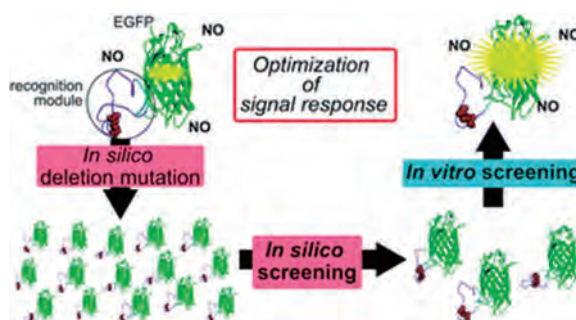 EGFP
NO
NO
recognition
module
NO
Optimization
of
signal response
NO
NO
NO
In silico
deletion mutation
In silico
screening
In vitro screening